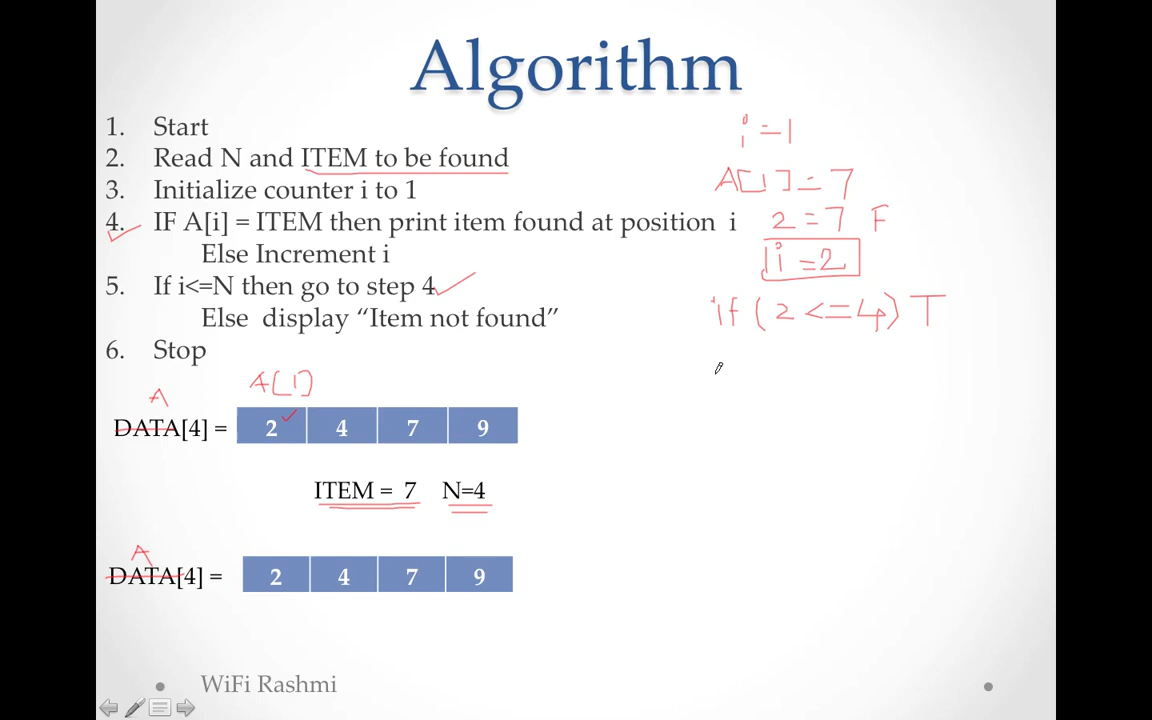 Algorithm
1. Start
2. Read N and ITEM to be found
3. Initialize counter i to 1
4. IF A[i] = ITEM then print item found at position i
Else Increment i
5. If i<=N then go to step 4
Else display “Item not found”
6. Stop
i=1
A[1]=7
2=7 F
i=2
if (2<=4) T
A[1]
A
DATA[4] = 2 4 7 9
ITEM = 7 N=4
A
DATA[4] = 2 4 7 9
WiFi Rashmi